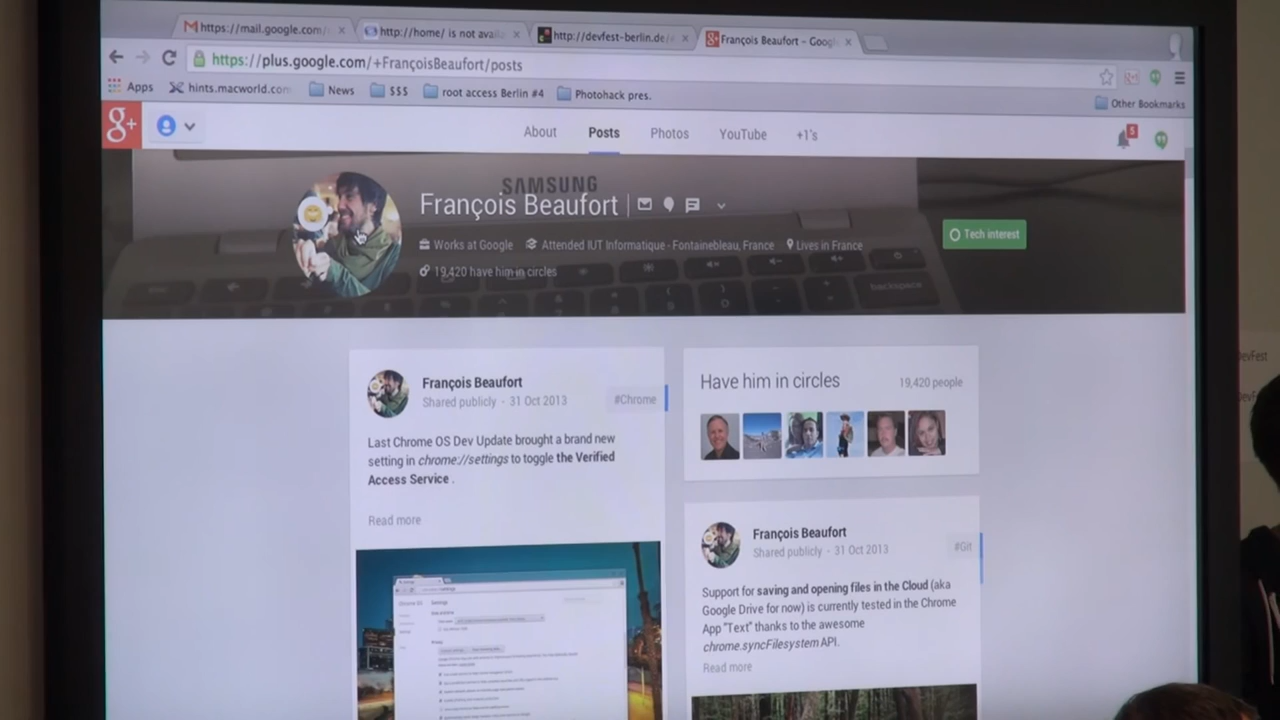 https://mail.google.com/
http://home/ is not avail
http://devfest-berlin.de/
François Beaufort – Goog
https://plus.google.com/+FrançoisBeaufort/posts
Apps
hints.macworld.com
News
$$$
root access Berlin #4
Photohack pres.
Other Bookmarks
g+
About
Posts
Photos
YouTube
+1's
5
SAMSUNG
François Beaufort
Works at Google
Attended IUT Informatique - Fontainebleau, France
Lives in France
Tech interest
19,420 have him in circles
backspace
François Beaufort
Shared publicly - 31 Oct 2013
#Chrome
Last Chrome OS Dev Update brought a brand new
setting in chrome://settings to toggle the Verified
Access Service .
Read more
Have him in circles
19,420 people
François Beaufort
Shared publicly - 31 Oct 2013
#Git
Support for saving and opening files in the Cloud (aka
Google Drive for now) is currently tested in the Chrome
App "Text" thanks to the awesome
chrome.syncFilesystem API.
Read more
Settings
DevFest